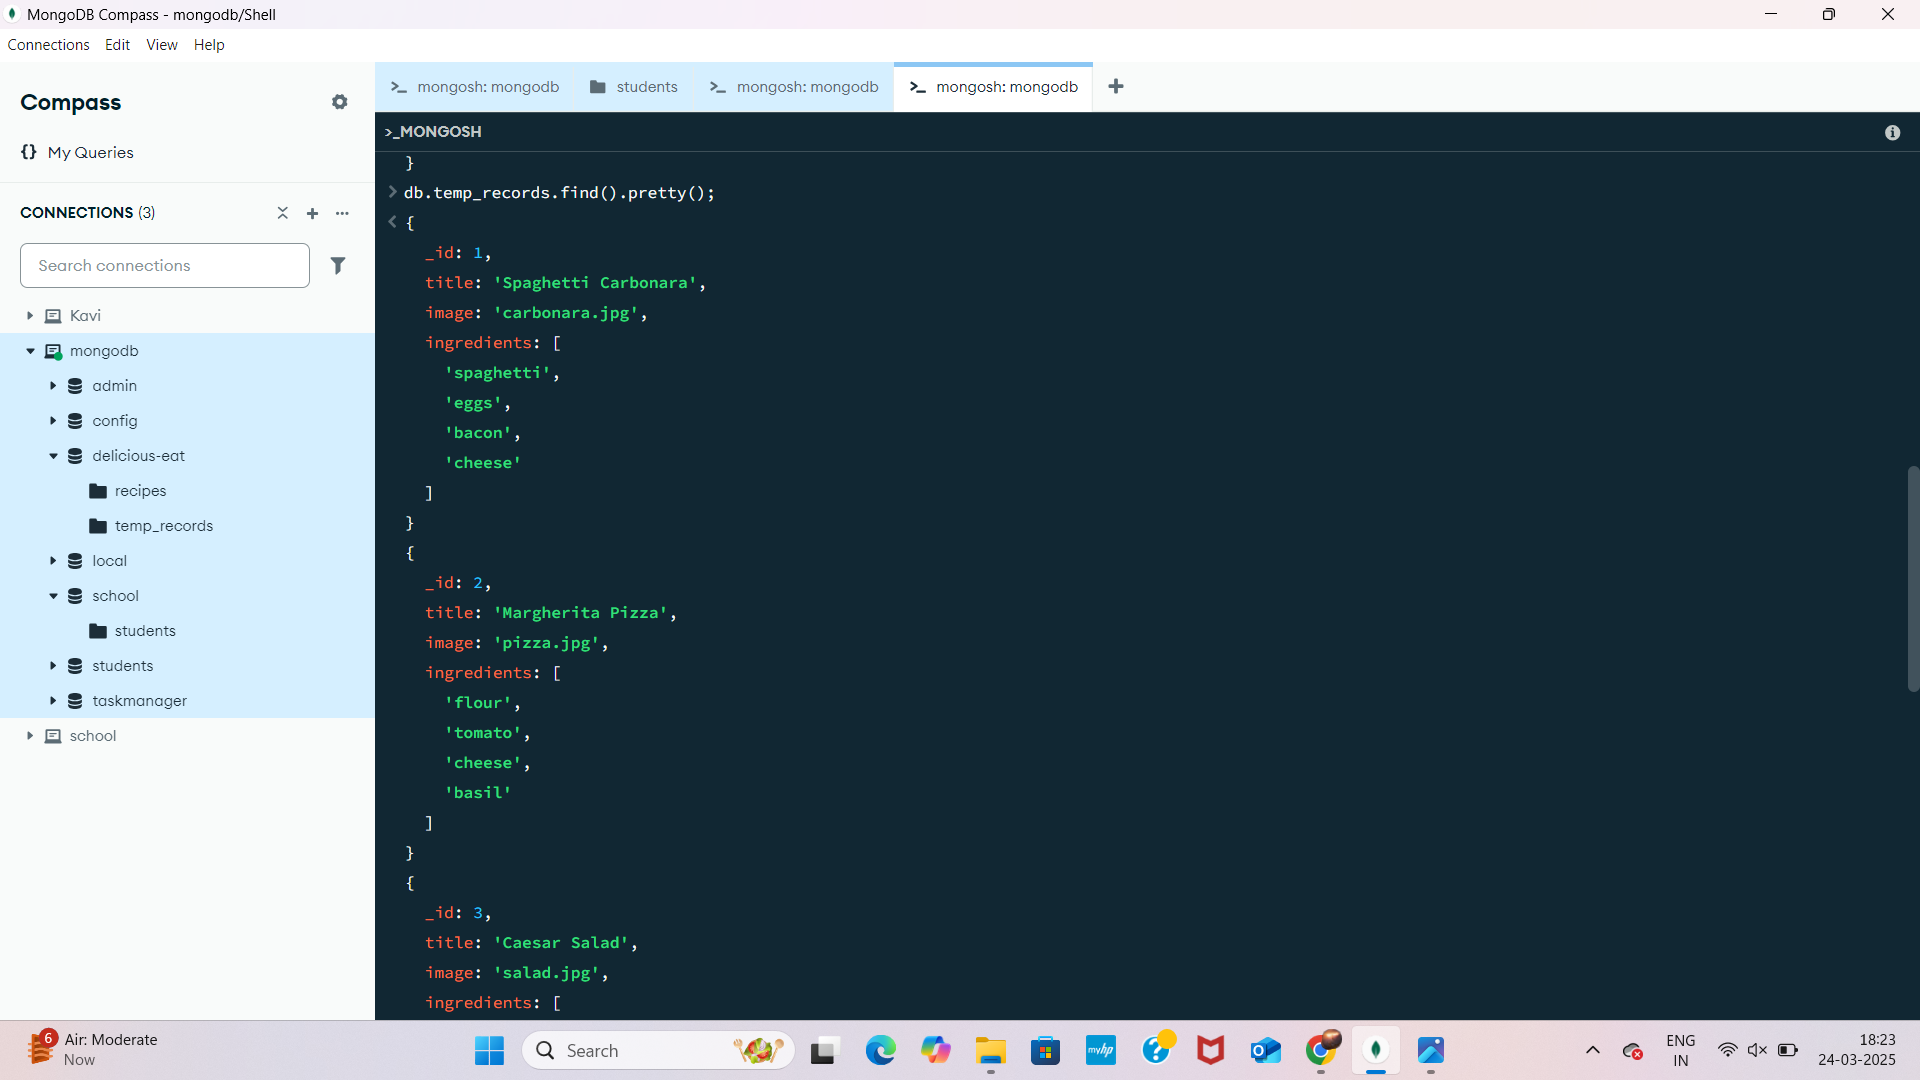 MongoDB Compass - mongodb/Shell
Connections Edit View Help
Compass
{} My Queries
CONNECTIONS (3)
Search connections
Kavi
mongodb
admin
config
delicious-eat
recipes
temp_records
local
school
students
students
taskmanager
school
>_ mongosh: mongodb students >_ mongosh: mongodb >_ mongosh: mongodb +
>_MONGOSH
}
> db.temp_records.find().pretty();
< {
_id: 1,
title: 'Spaghetti Carbonara',
image: 'carbonara.jpg',
ingredients: [
'spaghetti',
'eggs',
'bacon',
'cheese'
]
}
{
_id: 2,
title: 'Margherita Pizza',
image: 'pizza.jpg',
ingredients: [
'flour',
'tomato',
'cheese',
'basil'
]
}
{
_id: 3,
title: 'Caesar Salad',
image: 'salad.jpg',
ingredients: [
6
Air: Moderate
Now
Search
myhp
ENG
IN
18:23
24-03-2025